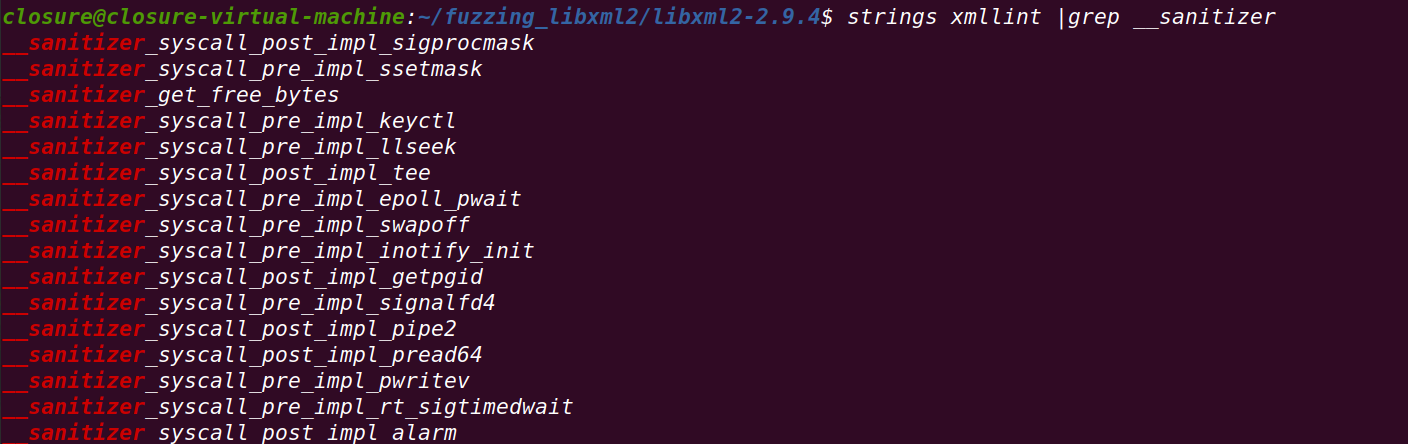 closure@closure-virtual-machine:~/fuzzing_libxml2/libxml2-2.9.4$ strings xmllint |grep __sanitizer
__sanitizer_syscall_post_impl_sigprocmask
__sanitizer_syscall_pre_impl_ssetmask
__sanitizer_get_free_bytes
__sanitizer_syscall_pre_impl_keyctl
__sanitizer_syscall_pre_impl_llseek
__sanitizer_syscall_post_impl_tee
__sanitizer_syscall_pre_impl_epoll_pwait
__sanitizer_syscall_pre_impl_swapoff
__sanitizer_syscall_pre_impl_inotify_init
__sanitizer_syscall_post_impl_getpgid
__sanitizer_syscall_pre_impl_signalfd4
__sanitizer_syscall_post_impl_pipe2
__sanitizer_syscall_post_impl_pread64
__sanitizer_syscall_pre_impl_pwritev
__sanitizer_syscall_pre_impl_rt_sigtimedwait
__sanitizer_syscall_post_impl_alarm